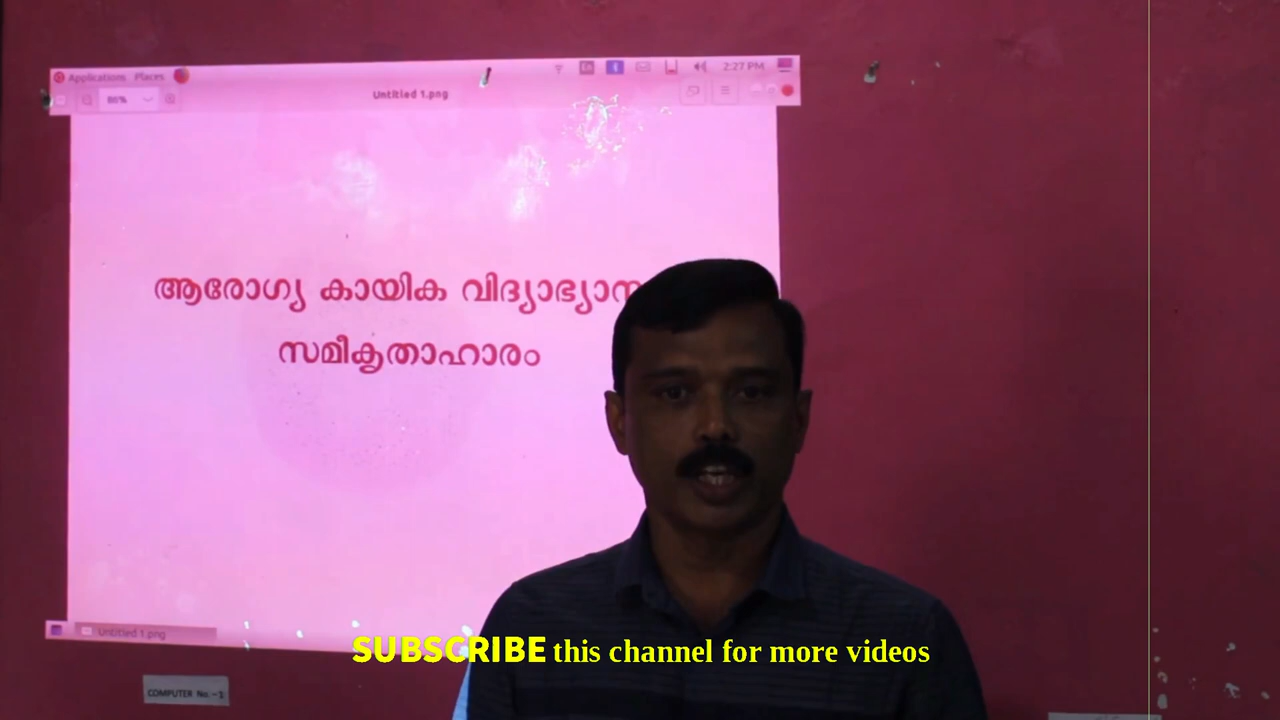 Applications Places
2:27 PM
86%
Untitled 1.png
ആരോഗ്യ കായിക
സമീകൃതാഹാരം
Untitled 1.png
SUBSCRIBE this channel for more videos
COMPUTER No. -1